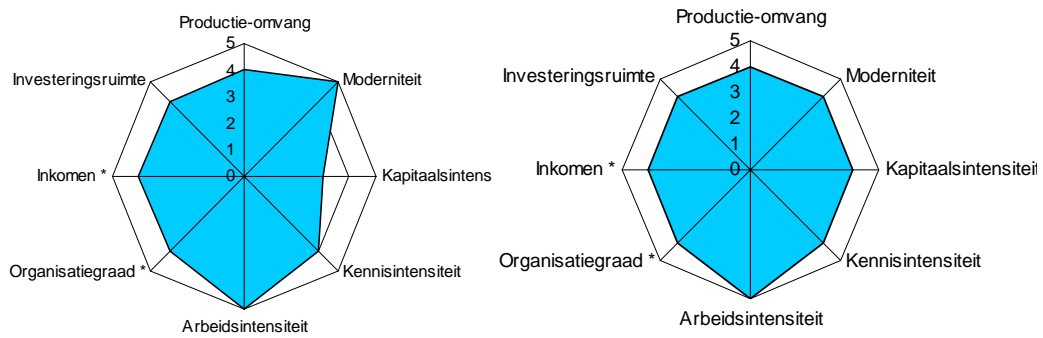 Productie-omvang
5
4
3
2
1
0
Moderniteit
Kapitaalsintens
Kennisintensiteit
Arbeidsintensiteit
Organisatiegraad *
Inkomen *
Investeringsruimte
Productie-omvang
5
4
3
2
1
0
Moderniteit
Kapitaalsintensiteit
Kennisintensiteit
Arbeidsintensiteit
Organisatiegraad *
Inkomen *
Investeringsruimte